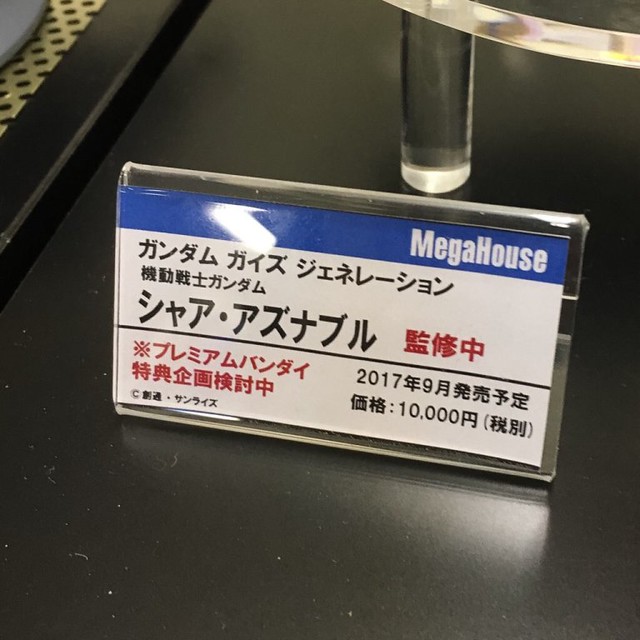 MegaHouse
ガンダム ガイズ ジェネレーション
機動戦士ガンダム
シャア・アズナブル 監修中
※プレミアムバンダイ
特典企画検討中
2017年9月発売予定
価格:10,000円(税別)
©創通・サンライズ